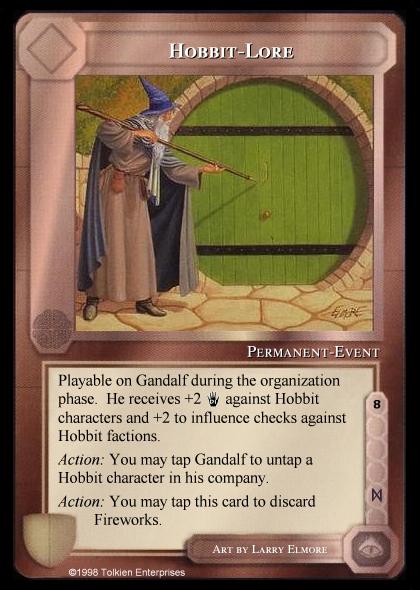 HOBBIT-LORE
ELMORE
PERMANENT-EVENT
Playable on Gandalf during the organization
phase. He receives +2 against Hobbit
characters and +2 to influence checks against
Hobbit factions.
Action: You may tap Gandalf to untap a
Hobbit character in his company.
Action: You may tap this card to discard
Fireworks.
8
ART BY LARRY ELMORE
©1998 Tolkien Enterprises